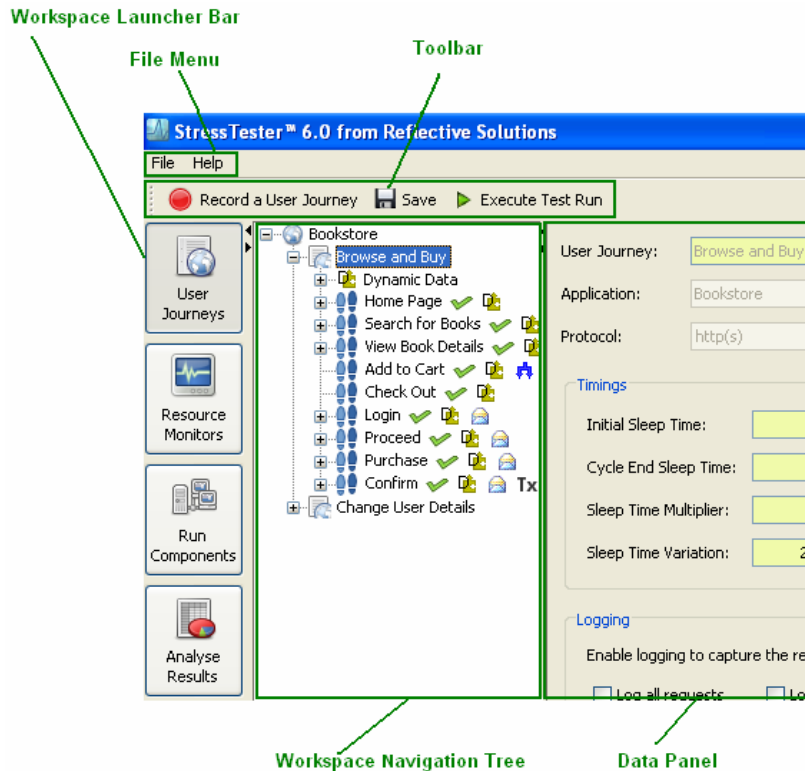 Workspace Launcher Bar
File Menu
Toolbar
StressTester™ 6.0 from Reflective Solutions
File Help
Record a User Journey Save Execute Test Run
User Journeys
Resource Monitors
Run Components
Analyse Results
Bookstore
Browse and Buy
Dynamic Data
Home Page
Search for Books
View Book Details
Add to Cart
Check Out
Login
Proceed
Purchase
Confirm Tx
Change User Details
User Journey: Browse and Buy
Application: Bookstore
Protocol: http(s)
Timings
Initial Sleep Time:
Cycle End Sleep Time:
Sleep Time Multiplier:
Sleep Time Variation: 2
Logging
Enable logging to capture the re
Log all requests Lo
Workspace Navigation Tree
Data Panel